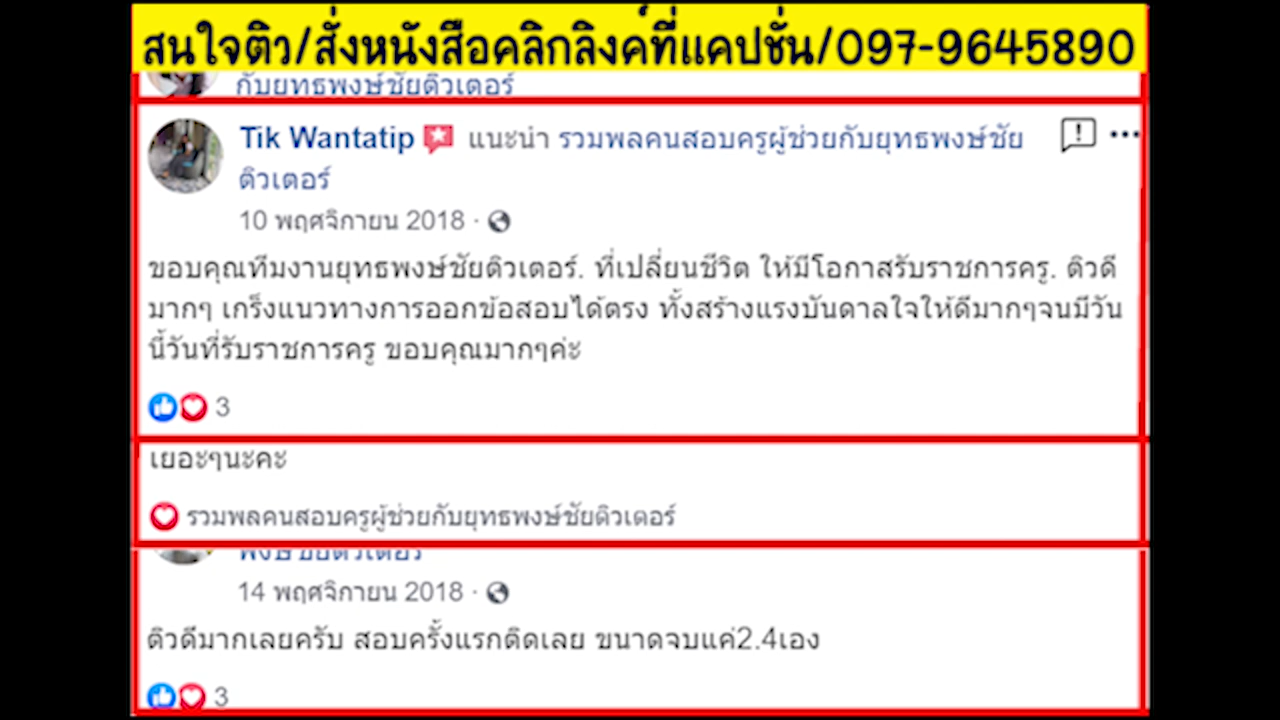 สนใจติว/สั่งหนังสือคลิกลิงค์ที่แคปชั่น/097-9645890
กับยุทธพงษ์ชัยติวเตอร์
Tik Wantatip แนะนำ รวมพลคนสอบครูผู้ช่วยกับยุทธพงษ์ชัย
ติวเตอร์
10 พฤศจิกายน 2018 ·
ขอบคุณทีมงานยุทธพงษ์ชัยติวเตอร์. ที่เปลี่ยนชีวิต ให้มีโอกาสรับราชการครู. ติวดี
มากๆ เกร็งแนวทางการออกข้อสอบได้ตรง ทั้งสร้างแรงบันดาลใจให้ดีมากๆจนมีวัน
นี้วันที่รับราชการครู ขอบคุณมากๆค่ะ
3
เยอะๆนะคะ
รวมพลคนสอบครูผู้ช่วยกับยุทธพงษ์ชัยติวเตอร์
พงษ์ชัยติวเตอร์
14 พฤศจิกายน 2018 ·
ติวดีมากเลยครับ สอบครั้งแรกติดเลย ขนาดจบแค่2.4เอง
3